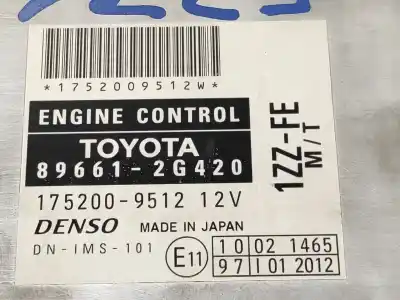 *1752009512W*
ENGINE CONTROL
TOYOTA
89661-2G420
175200-9512 12V
DENSO MADE IN JAPAN
DN-IMS-101
E11
10 02 1465
97 I 01 2012
1ZZ-FE
M/T